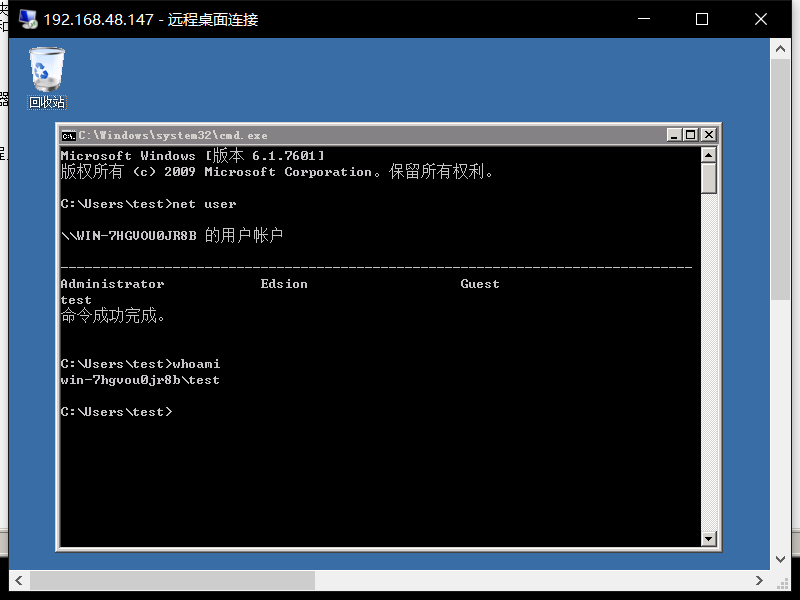 192.168.48.147 - 远程桌面连接
回收站
C:\Windows\system32\cmd.exe
Microsoft Windows [版本 6.1.7601]
版权所有 (c) 2009 Microsoft Corporation。保留所有权利。
C:\Users\test>net user
\\WIN-7HGVOU0JR8B 的用户帐户
-------------------------------------------------------------------------------
Administrator Edsion Guest
test
命令成功完成。
C:\Users\test>whoami
win-7hgvou0jr8b\test
C:\Users\test>